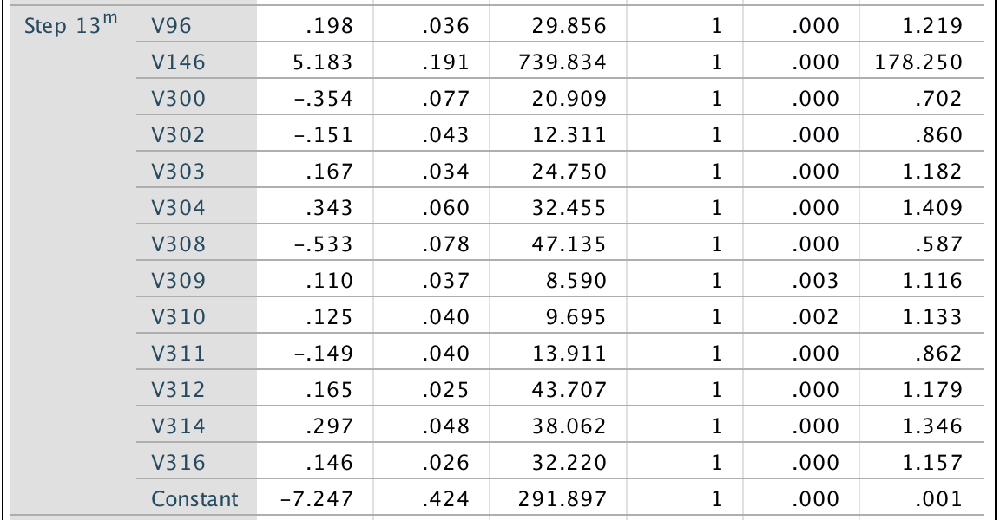 Step 13m V96 .198 .036 29.856 1 .000 1.219
V146 5.183 .191 739.834 1 .000 178.250
V300 -.354 .077 20.909 1 .000 .702
V302 -.151 .043 12.311 1 .000 .860
V303 .167 .034 24.750 1 .000 1.182
V304 .343 .060 32.455 1 .000 1.409
V308 -.533 .078 47.135 1 .000 .587
V309 .110 .037 8.590 1 .003 1.116
V310 .125 .040 9.695 1 .002 1.133
V311 -.149 .040 13.911 1 .000 .862
V312 .165 .025 43.707 1 .000 1.179
V314 .297 .048 38.062 1 .000 1.346
V316 .146 .026 32.220 1 .000 1.157
Constant -7.247 .424 291.897 1 .000 .001